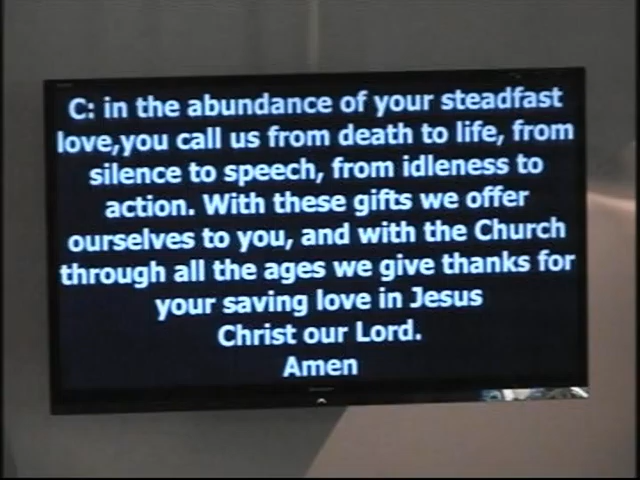 C: in the abundance of your steadfast
love,you call us from death to life, from
silence to speech, from idleness to
action. With these gifts we offer
ourselves to you, and with the Church
through all the ages we give thanks for
your saving love in Jesus
Christ our Lord.
Amen